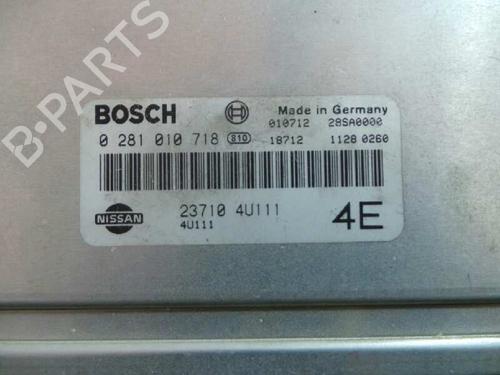 B-PARTS
BOSCH Made in Germany
010712 28SA0000
0 281 010 718 810 18712 1128 0260
NISSAN 23710 4U111 4E
4U111